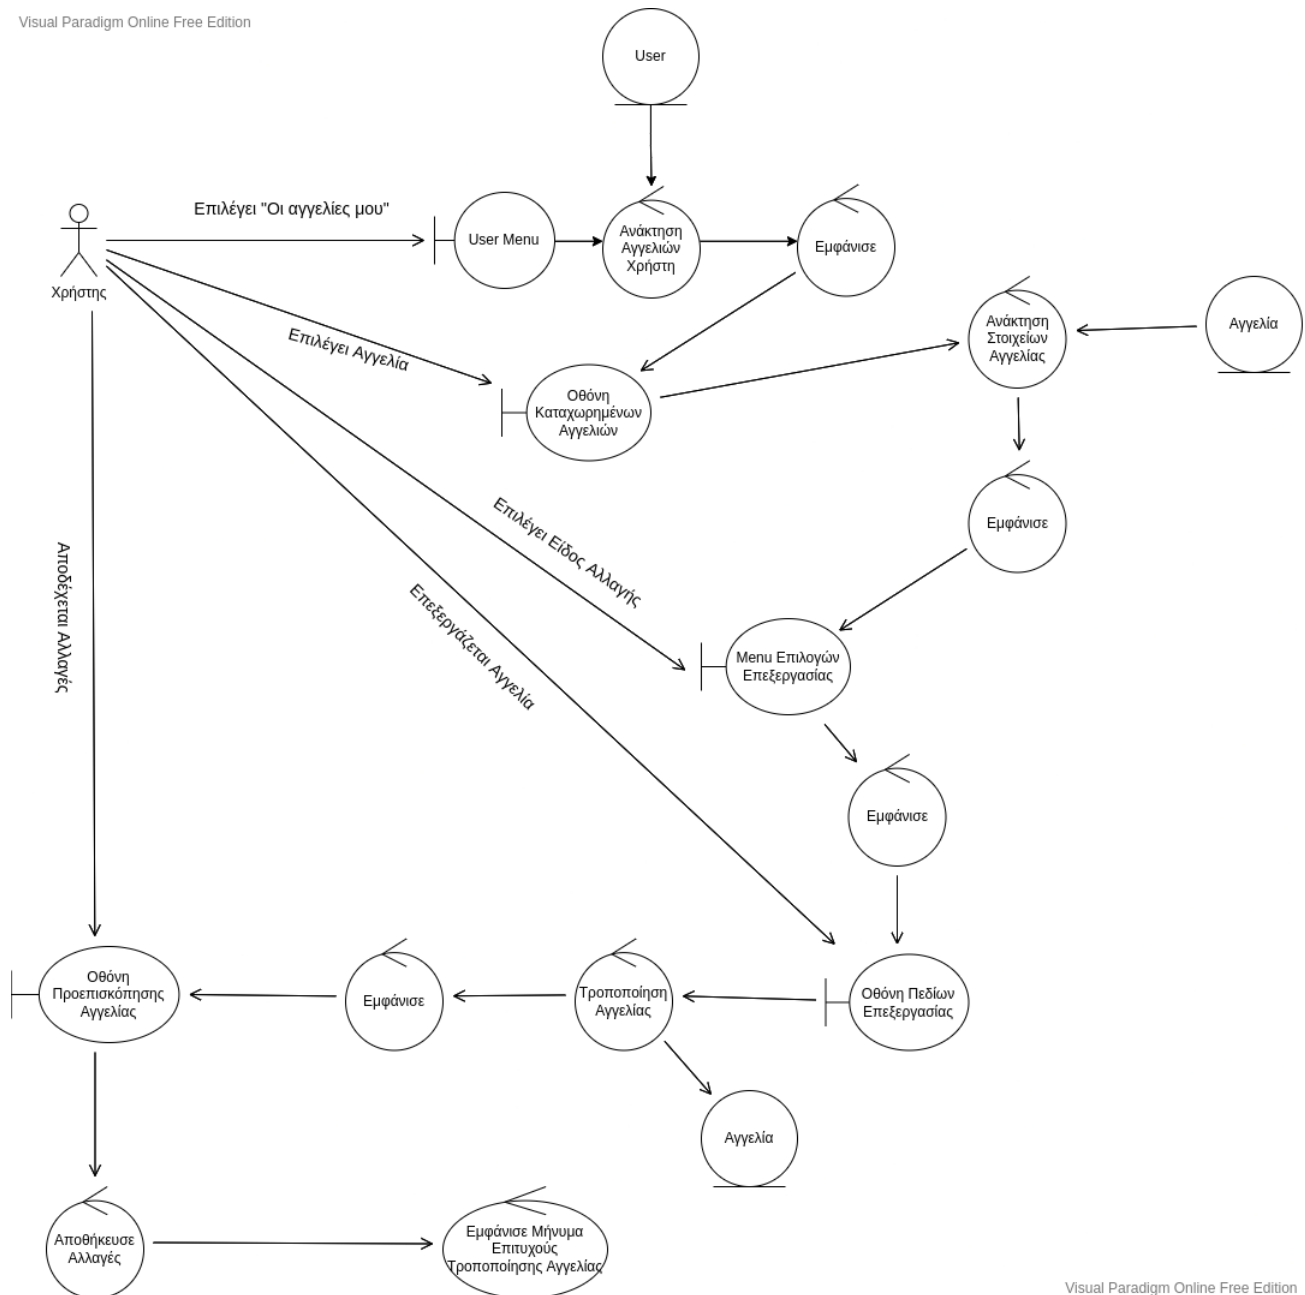 Visual Paradigm Online Free Edition
User
Επιλέγει "Οι αγγελίες μου"
User Menu
Ανάκτηση
Αγγελιών
Χρήστη
Εμφάνισε
Χρήστης
Επιλέγει Αγγελία
Ανάκτηση
Στοιχείων
Αγγελίας
Αγγελία
Οθόνη
Καταχωρημένων
Αγγελιών
Εμφάνισε
Επιλέγει Είδος Αλλαγής
Επεξεργάζεται Αγγελία
Αποδέχεται Αλλαγές
Menu Επιλογών
Επεξεργασίας
Εμφάνισε
Οθόνη
Προεπισκόπησης
Αγγελίας
Εμφάνισε
Τροποποίηση
Αγγελίας
Οθόνη Πεδίων
Επεξεργασίας
Αγγελία
Αποθήκευσε
Αλλαγές
Εμφάνισε Μήνυμα
Επιτυχούς
Τροποποίησης Αγγελίας
Visual Paradigm Online Free Edition